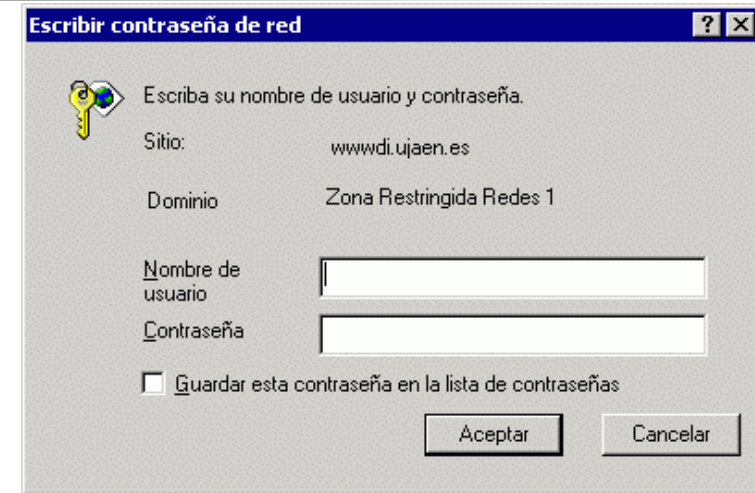 Escribir contraseña de red
Escriba su nombre de usuario y contraseña.
Sitio: wwwdi.ujaen.es
Dominio Zona Restringida Redes 1
Nombre de
usuario
Contraseña
Guardar esta contraseña en la lista de contraseñas
Aceptar Cancelar